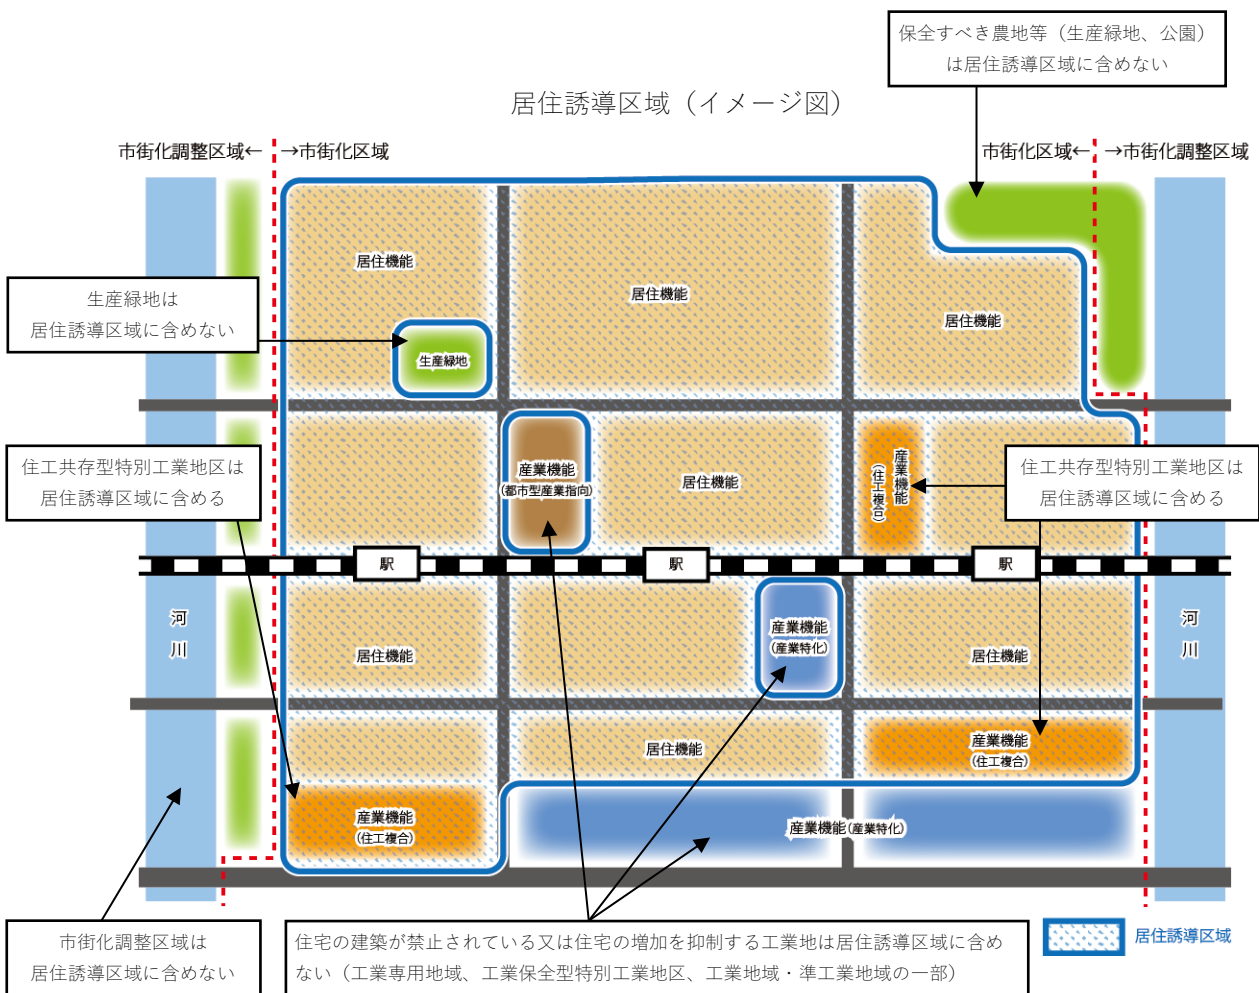 保全すべき農地等（生産緑地、公園）
は居住誘導区域に含めない
居住誘導区域（イメージ図）
市街化調整区域← →市街化区域
市街化区域← →市街化調整区域
居住機能
居住機能
居住機能
生産緑地は
居住誘導区域に含めない
生産緑地
住工共存型特別工業地区は
居住誘導区域に含める
産業機能
(都市型産業指向)
居住機能
産業機能
(住工複合)
住工共存型特別工業地区は
居住誘導区域に含める
駅
駅
駅
河川
居住機能
産業機能
(産業特化)
居住機能
河川
居住機能
産業機能
(住工複合)
産業機能
(住工複合)
産業機能(産業特化)
市街化調整区域は
居住誘導区域に含めない
住宅の建築が禁止されている又は住宅の増加を抑制する工業地は居住誘導区域に含め
ない（工業専用地域、工業保全型特別工業地区、工業地域・準工業地域の一部）
居住誘導区域